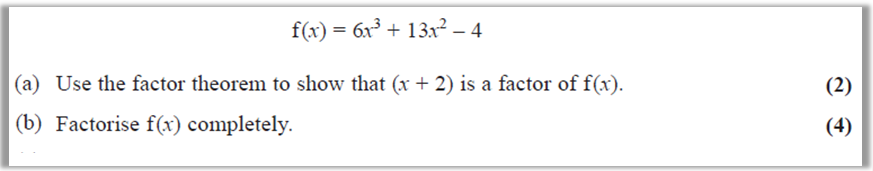 f(x) = 6x³ + 13x² – 4
(a) Use the factor theorem to show that (x + 2) is a factor of f(x). (2)
(b) Factorise f(x) completely. (4)